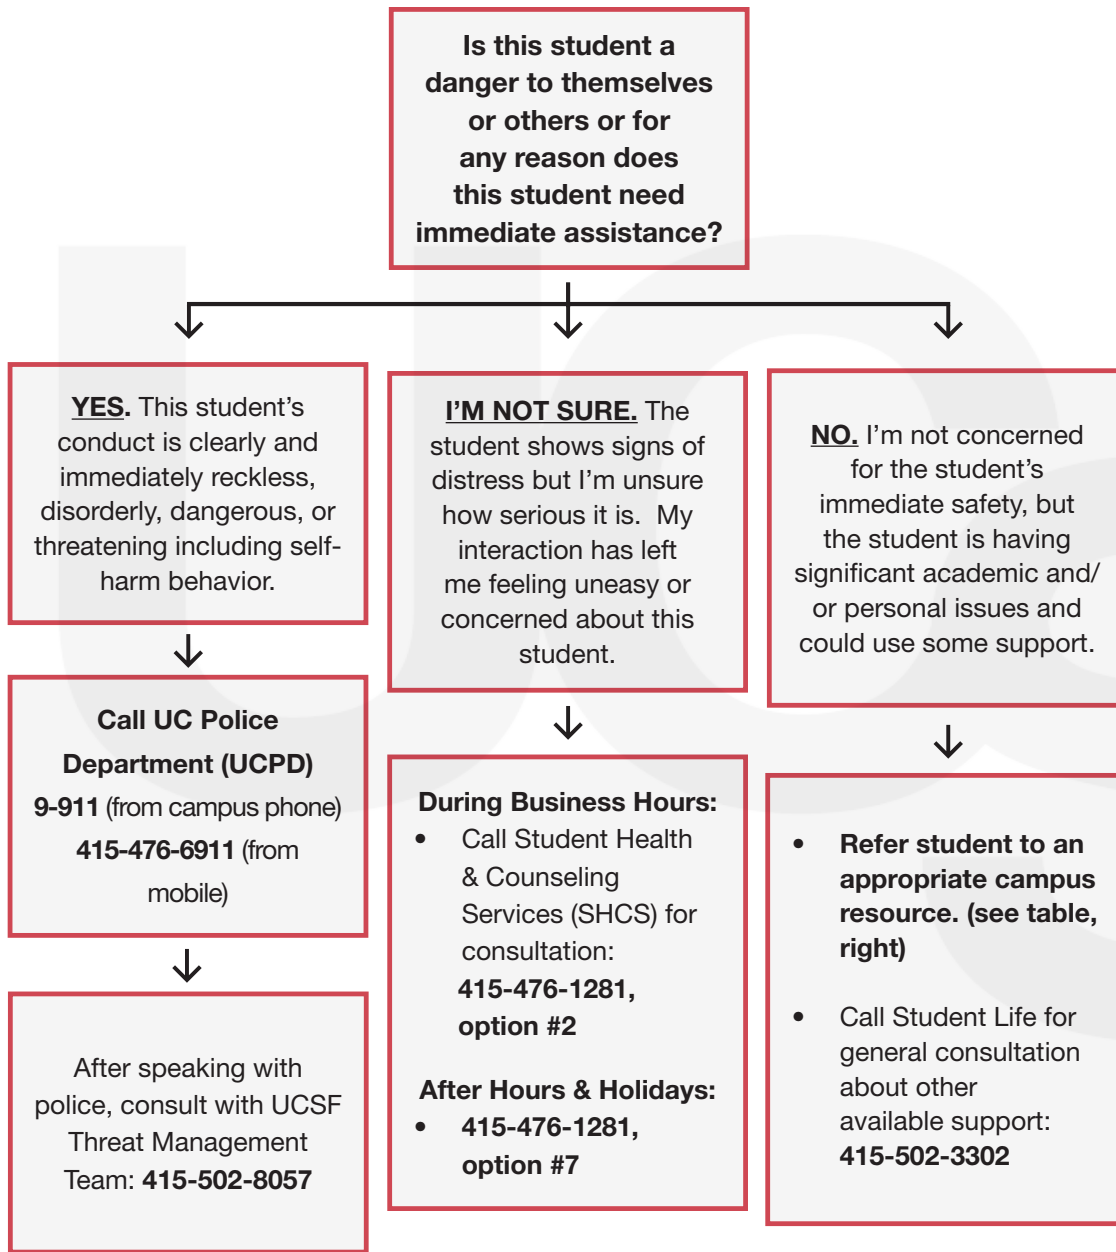 Is this student a
danger to themselves
or others or for
any reason does
this student need
immediate assistance?
YES. This student’s
conduct is clearly and
immediately reckless,
disorderly, dangerous, or
threatening including self-
harm behavior.
Call UC Police
Department (UCPD)
9-911 (from campus phone)
415-476-6911 (from
mobile)
After speaking with
police, consult with UCSF
Threat Management
Team: 415-502-8057
I’M NOT SURE. The
student shows signs of
distress but I’m unsure
how serious it is.  My
interaction has left
me feeling uneasy or
concerned about this
student.
During Business Hours:
• Call Student Health
& Counseling
Services (SHCS) for
consultation:
415-476-1281,
option #2
After Hours & Holidays:
• 415-476-1281,
option #7
NO. I’m not concerned
for the student’s
immediate safety, but
the student is having
significant academic and/
or personal issues and
could use some support.
• Refer student to an
appropriate campus
resource. (see table,
right)
• Call Student Life for
general consultation
about other
available support:
415-502-3302